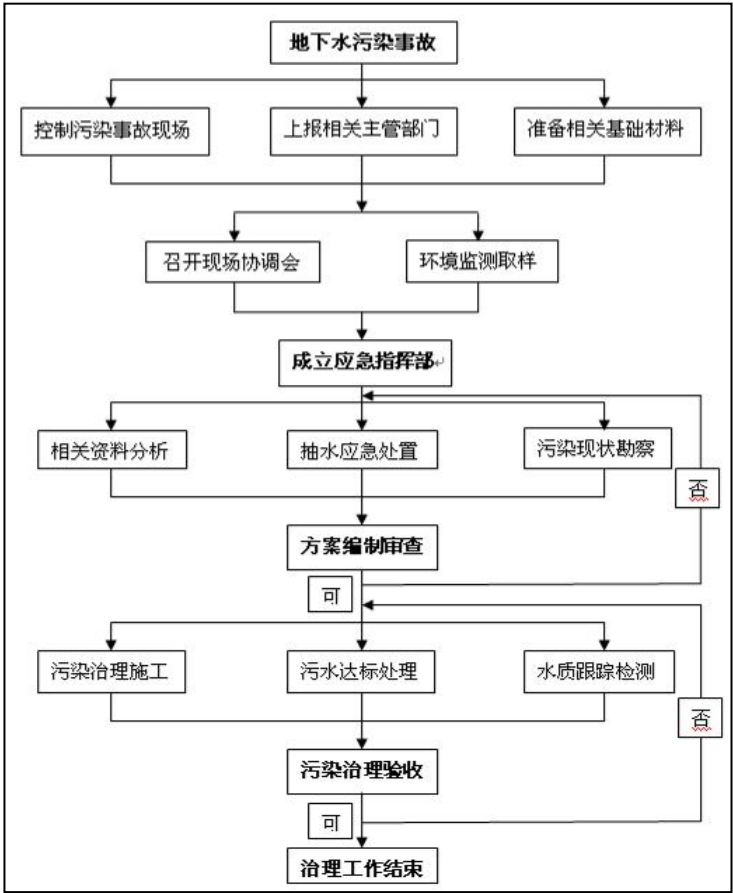 地下水污染事故
控制污染事故现场
上报相关主管部门
准备相关基础材料
召开现场协调会
环境监测取样
成立应急指挥部
相关资料分析
抽水应急处置
污染现状勘察
否
方案编制审查
可
污染治理施工
污水达标处理
水质跟踪检测
否
污染治理验收
可
治理工作结束